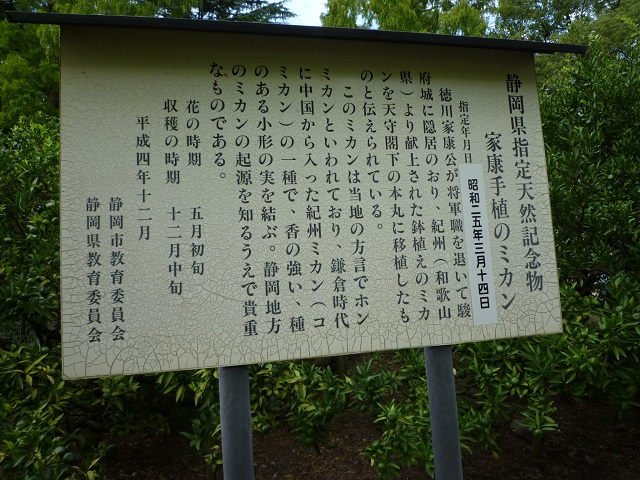 静岡県指定天然記念物
家康手植のミカン
指定年月日 昭和二五年三月十四日
徳川家康公が将軍職を退いて駿
府城に隠居のおり、紀州(和歌山
県)より献上された鉢植えのミカ
ンを天守閣下の本丸に移植したも
のと伝えられている。
このミカンは当地の方言でホン
ミカンといわれており、鎌倉時代
に中国から入った紀州ミカン(コ
ミカン)の一種で、香の強い、種
のある小形の実を結ぶ。静岡地方
のミカンの起源を知るうえで貴重
なものである。
花の時期 五月初旬
収穫の時期 十二月中旬
平成四年十二月
静岡市教育委員会
静岡県教育委員会